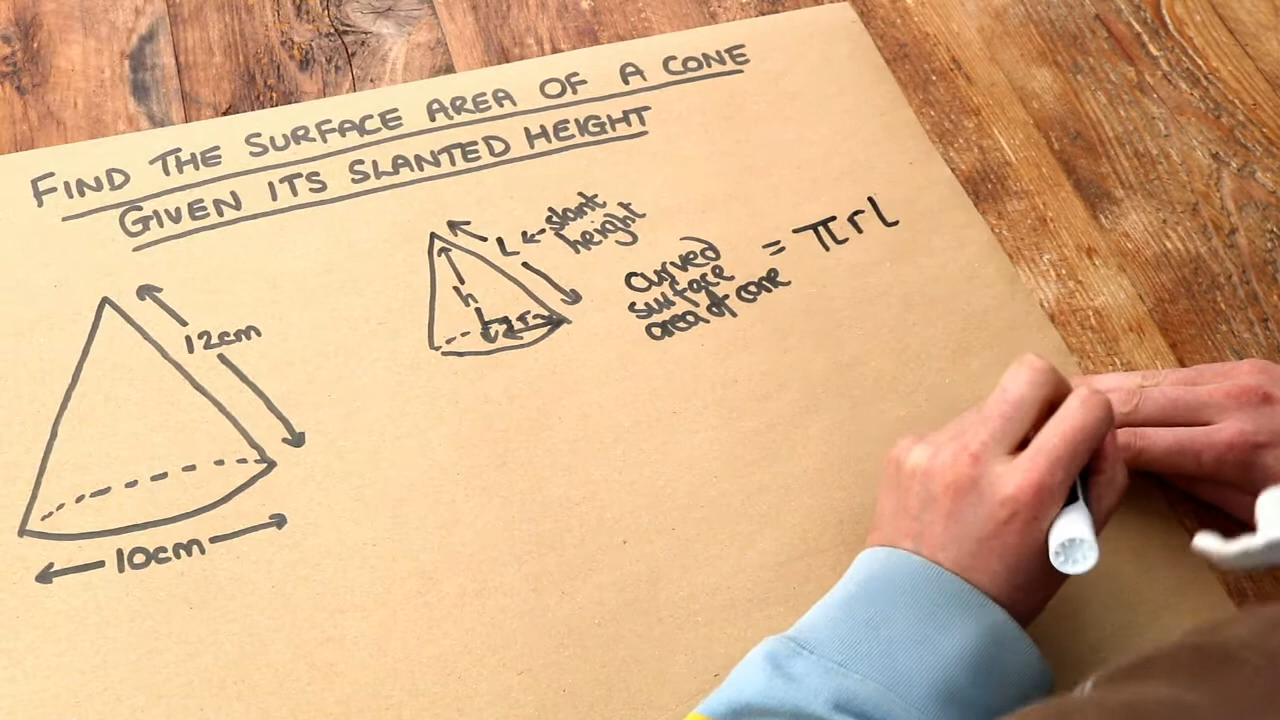 FIND THE SURFACE AREA OF A CONE
GIVEN ITS SLANTED HEIGHT
12cm
10cm
L ← slant
height
h
r
curved
surface
area of cone
= πrl